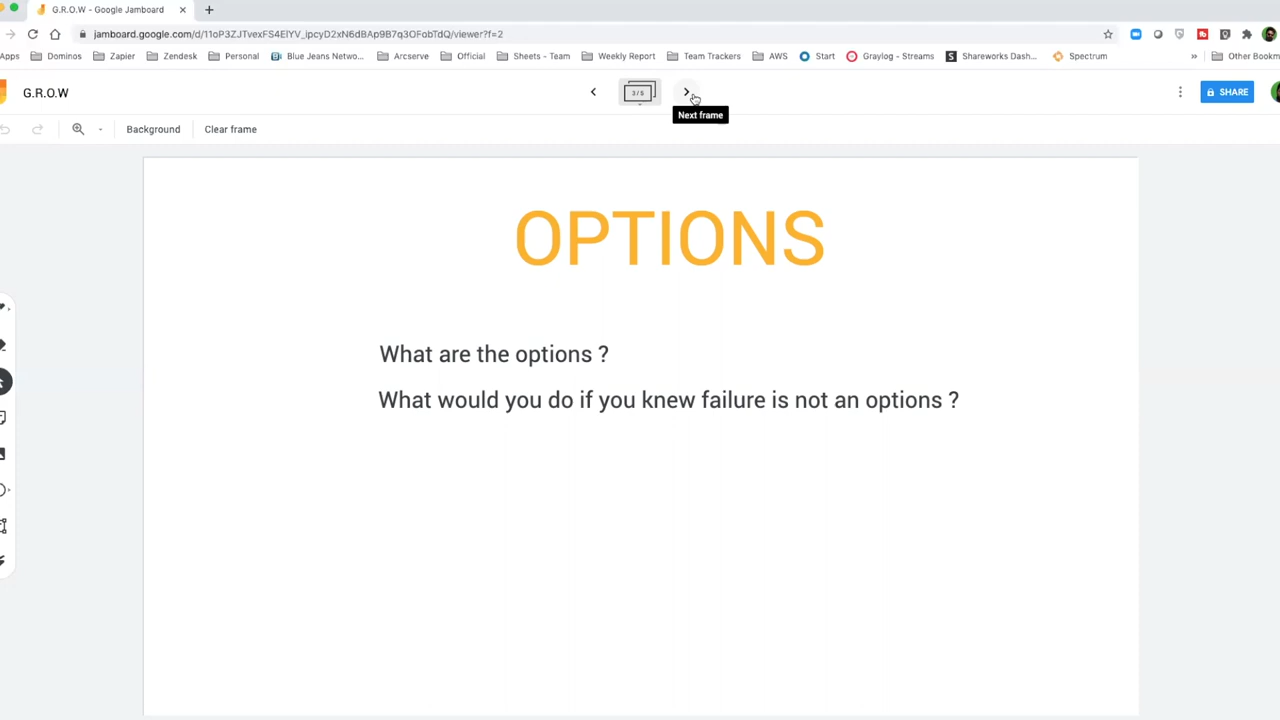 G.R.O.W - Google Jamboard
jamboard.google.com/d/11oP3ZJTvexFS4ElYV_ipcyD2xN6dBAp9B7q3OFobTdQ/viewer?f=2
Apps Dominos Zapier Zendesk Personal Blue Jeans Netwo... Arcserve Official Sheets - Team Weekly Report Team Trackers AWS Start Graylog - Streams Shareworks Dash... Spectrum » Other Bookm
G.R.O.W 3/5 SHARE
Next frame
Background Clear frame
OPTIONS
What are the options ?
What would you do if you knew failure is not an options ?